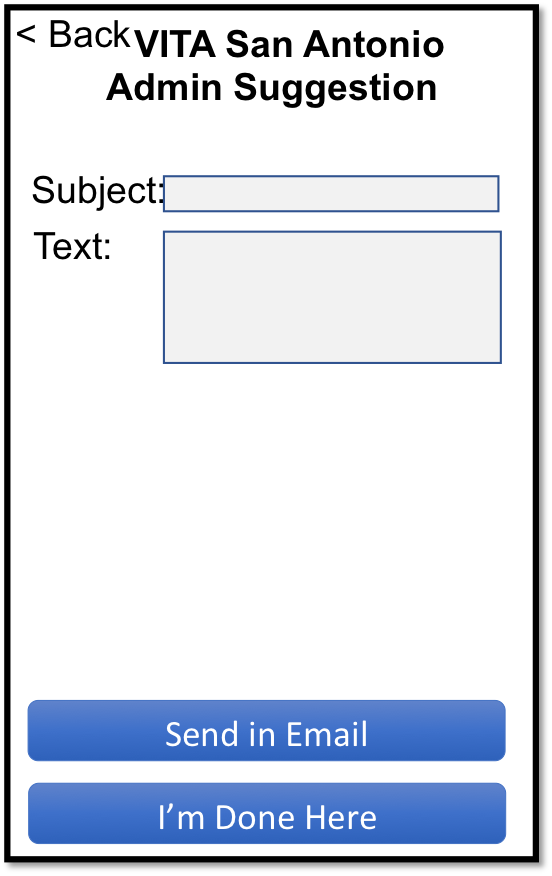 < Back
VITA San Antonio
Admin Suggestion
Subject:
Text:
Send in Email
I’m Done Here